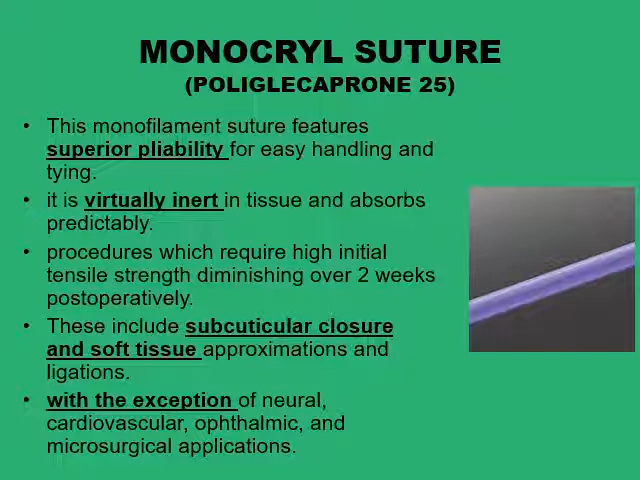 MONOCRYL SUTURE
(POLIGLECAPRONE 25)
• This monofilament suture features
superior pliability for easy handling and
tying.
• it is virtually inert in tissue and absorbs
predictably.
• procedures which require high initial
tensile strength diminishing over 2 weeks
postoperatively.
• These include subcuticular closure
and soft tissue approximations and
ligations.
• with the exception of neural,
cardiovascular, ophthalmic, and
microsurgical applications.